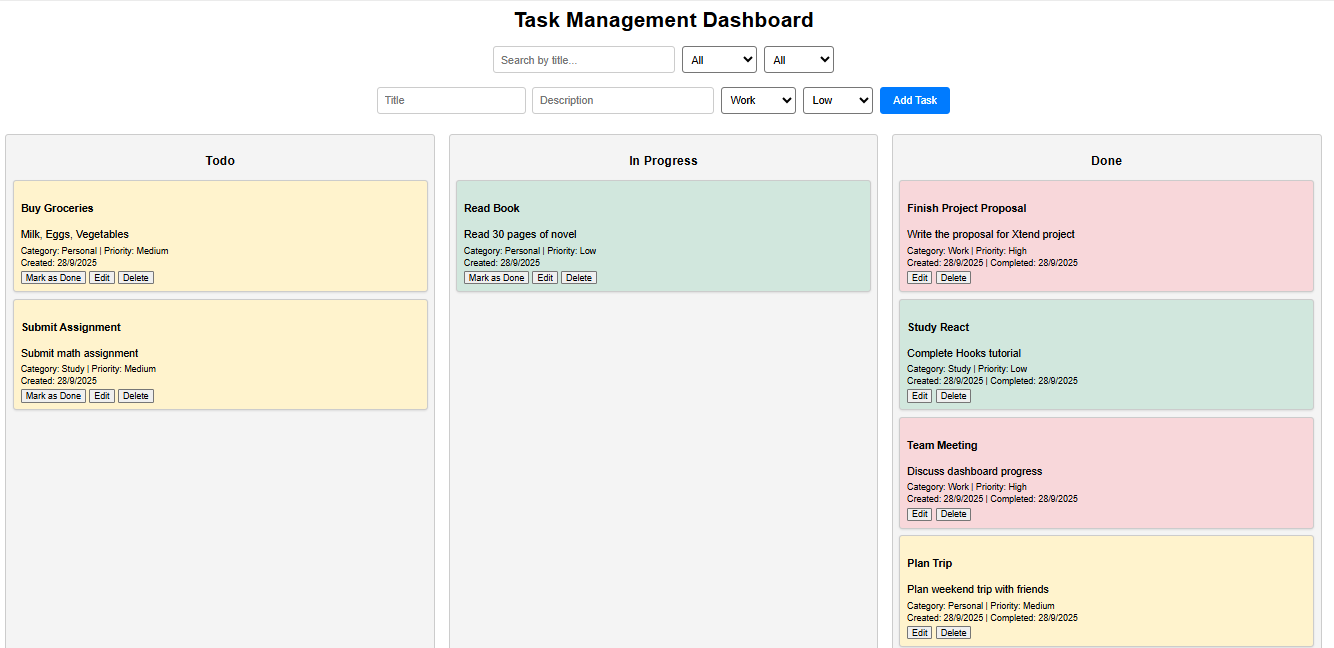 Task Management Dashboard
Search by title... All All
Title Description Work Low Add Task
Todo
Buy Groceries
Milk, Eggs, Vegetables
Category: Personal | Priority: Medium
Created: 28/9/2025
Mark as Done Edit Delete
Submit Assignment
Submit math assignment
Category: Study | Priority: Medium
Created: 28/9/2025
Mark as Done Edit Delete
In Progress
Read Book
Read 30 pages of novel
Category: Personal | Priority: Low
Created: 28/9/2025
Mark as Done Edit Delete
Done
Finish Project Proposal
Write the proposal for Xtend project
Category: Work | Priority: High
Created: 28/9/2025 | Completed: 28/9/2025
Edit Delete
Study React
Complete Hooks tutorial
Category: Study | Priority: Low
Created: 28/9/2025 | Completed: 28/9/2025
Edit Delete
Team Meeting
Discuss dashboard progress
Category: Work | Priority: High
Created: 28/9/2025 | Completed: 28/9/2025
Edit Delete
Plan Trip
Plan weekend trip with friends
Category: Personal | Priority: Medium
Created: 28/9/2025 | Completed: 28/9/2025
Edit Delete